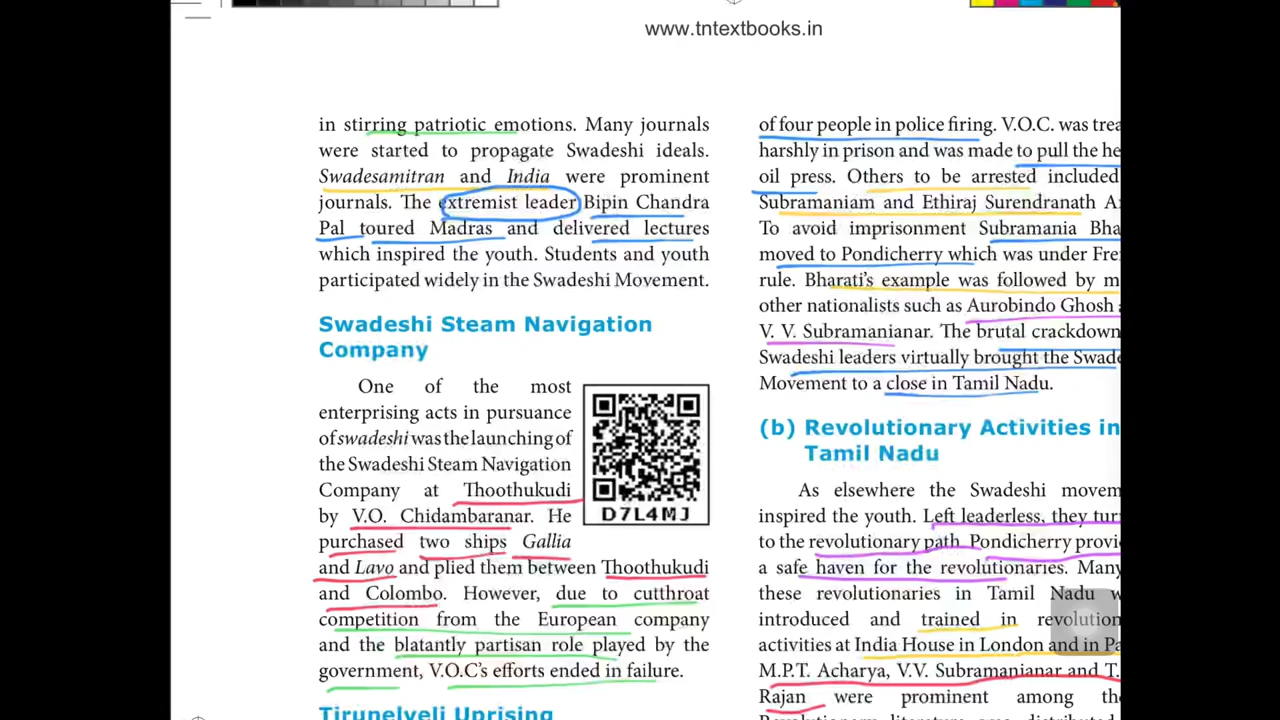 www.tntextbooks.in
in stirring patriotic emotions. Many journals
were started to propagate Swadeshi ideals.
Swadesamitran and India were prominent
journals. The extremist leader Bipin Chandra
Pal toured Madras and delivered lectures
which inspired the youth. Students and youth
participated widely in the Swadeshi Movement.
Swadeshi Steam Navigation
Company
One of the most
enterprising acts in pursuance
of swadeshi was the launching of
the Swadeshi Steam Navigation
Company at Thoothukudi
by V.O. Chidambaranar. He
purchased two ships Gallia
and Lavo and plied them between Thoothukudi
and Colombo. However, due to cutthroat
competition from the European company
and the blatantly partisan role played by the
government, V.O.C's efforts ended in failure.
D7L4MJ
Tirunelveli Uprising
of four people in police firing. V.O.C. was trea
harshly in prison and was made to pull the he
oil press. Others to be arrested included
Subramaniam and Ethiraj Surendranath A
To avoid imprisonment Subramania Bha
moved to Pondicherry which was under Fre
rule. Bharati's example was followed by m
other nationalists such as Aurobindo Ghosh
V. V. Subramanianar. The brutal crackdown
Swadeshi leaders virtually brought the Swade
Movement to a close in Tamil Nadu.
(b) Revolutionary Activities in
Tamil Nadu
As elsewhere the Swadeshi movem
inspired the youth. Left leaderless, they tur
to the revolutionary path. Pondicherry provi
a safe haven for the revolutionaries. Many
these revolutionaries in Tamil Nadu w
introduced and trained in revolution
activities at India House in London and in Pa
M.P.T. Acharya, V.V. Subramanianar and T.
Rajan were prominent among the